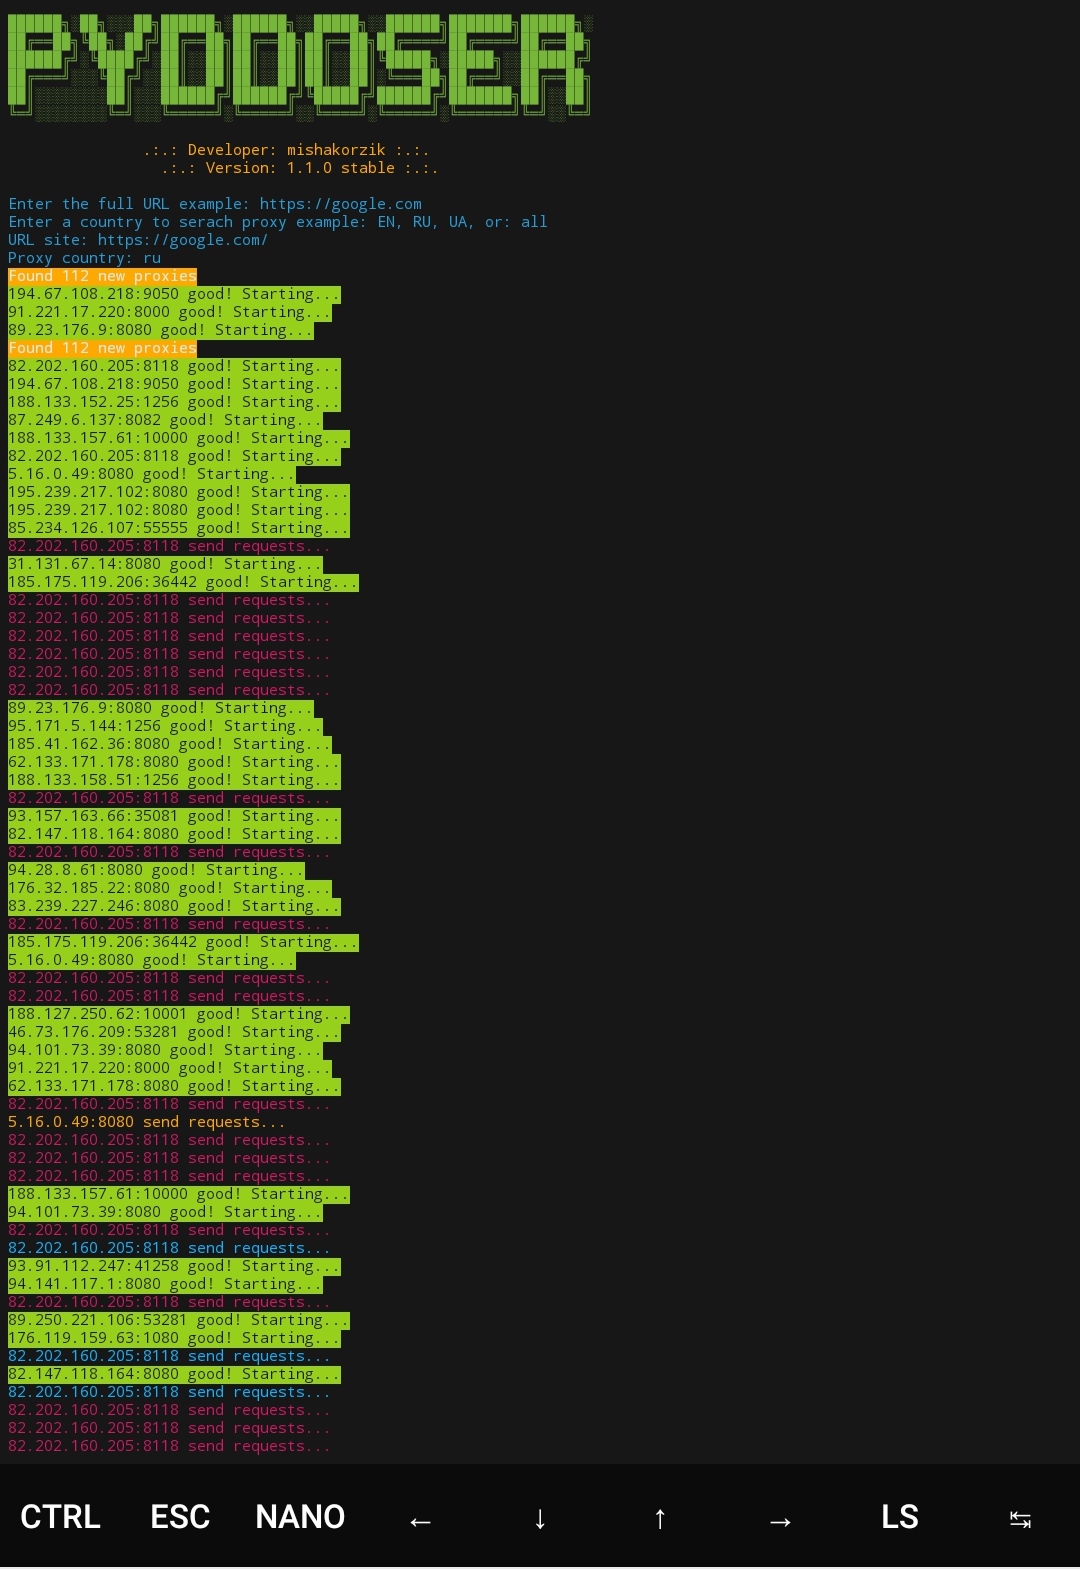 PYDDOSER
.:.: Developer: mishakorzik :.:.
.:.: Version: 1.1.0 stable :.:.
Enter the full URL example: https://google.com
Enter a country to serach proxy example: EN, RU, UA, or: all
URL site: https://google.com/
Proxy country: ru
Found 112 new proxies
194.67.108.218:9050 good! Starting...
91.221.17.220:8000 good! Starting...
89.23.176.9:8080 good! Starting...
Found 112 new proxies
82.202.160.205:8118 good! Starting...
194.67.108.218:9050 good! Starting...
188.133.152.25:1256 good! Starting...
87.249.6.137:8082 good! Starting...
188.133.157.61:10000 good! Starting...
82.202.160.205:8118 good! Starting...
5.16.0.49:8080 good! Starting...
195.239.217.102:8080 good! Starting...
195.239.217.102:8080 good! Starting...
85.234.126.107:55555 good! Starting...
82.202.160.205:8118 send requests...
31.131.67.14:8080 good! Starting...
185.175.119.206:36442 good! Starting...
82.202.160.205:8118 send requests...
82.202.160.205:8118 send requests...
82.202.160.205:8118 send requests...
82.202.160.205:8118 send requests...
82.202.160.205:8118 send requests...
82.202.160.205:8118 send requests...
89.23.176.9:8080 good! Starting...
95.171.5.144:1256 good! Starting...
185.41.162.36:8080 good! Starting...
62.133.171.178:8080 good! Starting...
188.133.158.51:1256 good! Starting...
82.202.160.205:8118 send requests...
93.157.163.66:35081 good! Starting...
82.147.118.164:8080 good! Starting...
82.202.160.205:8118 send requests...
94.28.8.61:8080 good! Starting...
176.32.185.22:8080 good! Starting...
83.239.227.246:8080 good! Starting...
82.202.160.205:8118 send requests...
185.175.119.206:36442 good! Starting...
5.16.0.49:8080 good! Starting...
82.202.160.205:8118 send requests...
82.202.160.205:8118 send requests...
188.127.250.62:10001 good! Starting...
46.73.176.209:53281 good! Starting...
94.101.73.39:8080 good! Starting...
91.221.17.220:8000 good! Starting...
62.133.171.178:8080 good! Starting...
82.202.160.205:8118 send requests...
5.16.0.49:8080 send requests...
82.202.160.205:8118 send requests...
82.202.160.205:8118 send requests...
82.202.160.205:8118 send requests...
188.133.157.61:10000 good! Starting...
94.101.73.39:8080 good! Starting...
82.202.160.205:8118 send requests...
82.202.160.205:8118 send requests...
93.91.112.247:41258 good! Starting...
94.141.117.1:8080 good! Starting...
82.202.160.205:8118 send requests...
89.250.221.106:53281 good! Starting...
176.119.159.63:1080 good! Starting...
82.202.160.205:8118 send requests...
82.147.118.164:8080 good! Starting...
82.202.160.205:8118 send requests...
82.202.160.205:8118 send requests...
82.202.160.205:8118 send requests...
82.202.160.205:8118 send requests...
CTRL ESC NANO ← ↓ ↑ → LS ↹